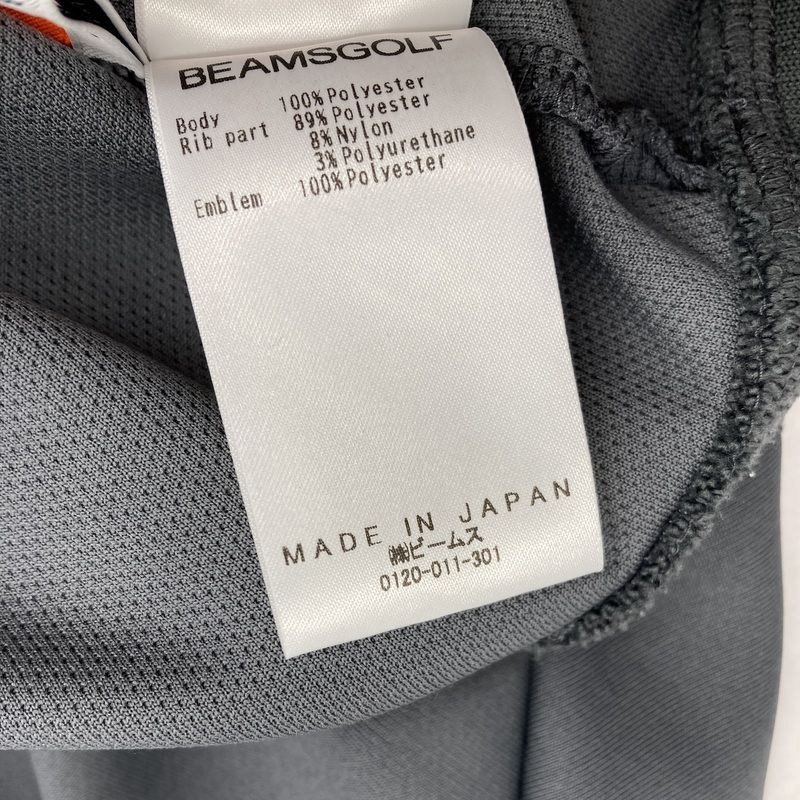 BEAMSGOLF
Body 100%Polyester
Rib part 89%Polyester
8%Nylon
3%Polyurethane
Emblem 100%Polyester
MADE IN JAPAN
㈱ビームス
0120-011-301